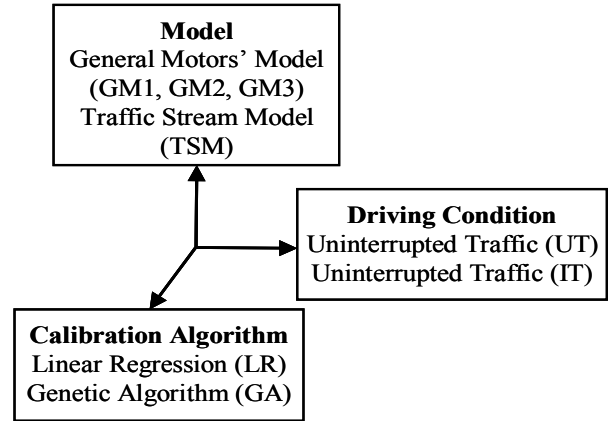 Model
General Motors’ Model
(GM1, GM2, GM3)
Traffic Stream Model
(TSM)
Driving Condition
Uninterrupted Traffic (UT)
Uninterrupted Traffic (IT)
Calibration Algorithm
Linear Regression (LR)
Genetic Algorithm (GA)